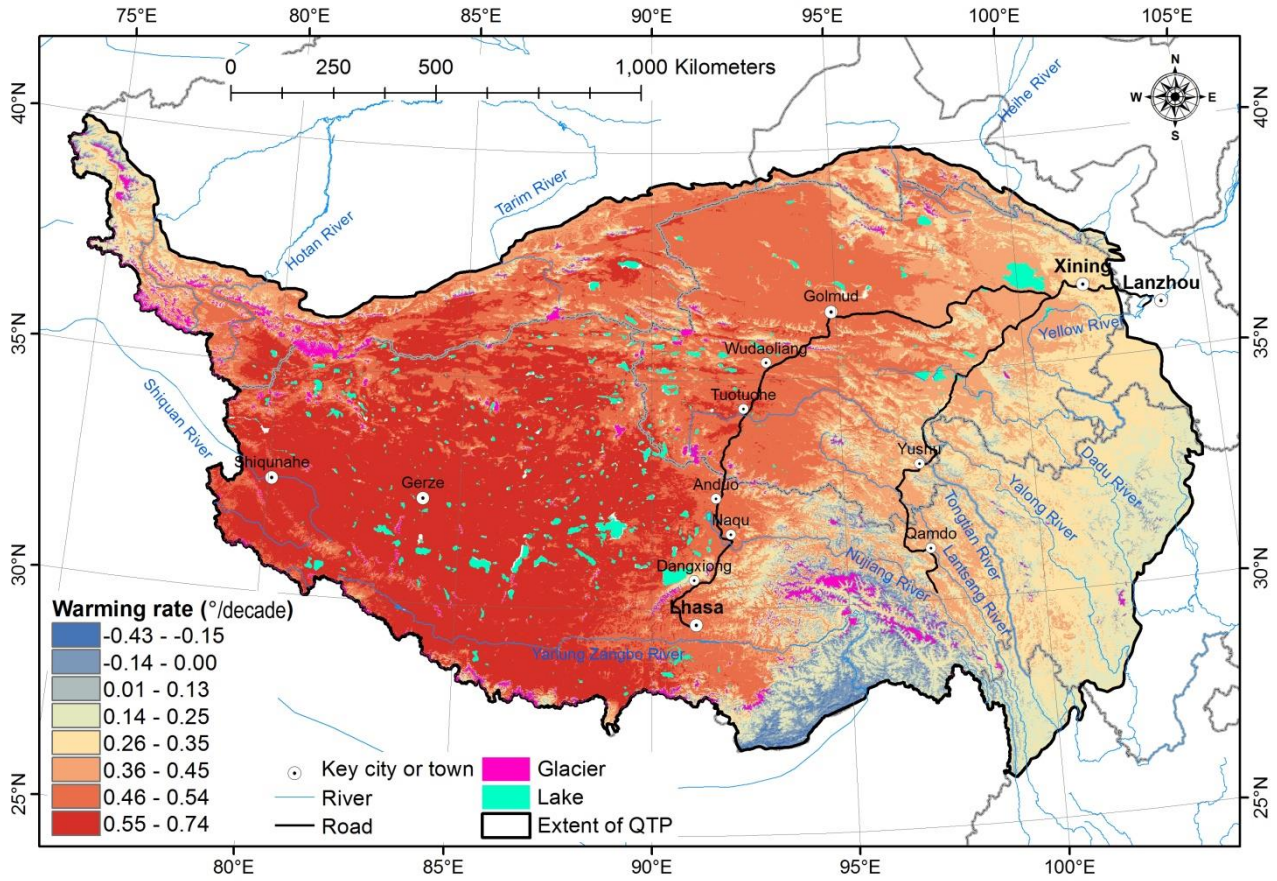 75°E 80°E 85°E 90°E 95°E 100°E 105°E
0 250 500 1,000 Kilometers
N
W E
S
40°N 40°N
35°N 35°N
30°N 30°N
25°N 25°N
Heihe River
Tarim River
Hotan River
Xining
Lanzhou
Golmud
Yellow River
Wudaoliang
Tuotuohe
Shiquan River
Shiqunahe
Gerze
Yushu
Dadu River
Yalong River
Anduo
Tongtian River
Naqu
Qamdo
Lantsang River
Nujiang River
Dangxiong
Lhasa
Yarlung Zangbo River
Warming rate (°/decade)
-0.43 - -0.15
-0.14 - 0.00
0.01 - 0.13
0.14 - 0.25
0.26 - 0.35
0.36 - 0.45
0.46 - 0.54
0.55 - 0.74
Key city or town
River
Road
Glacier
Lake
Extent of QTP
80°E 85°E 90°E 95°E 100°E